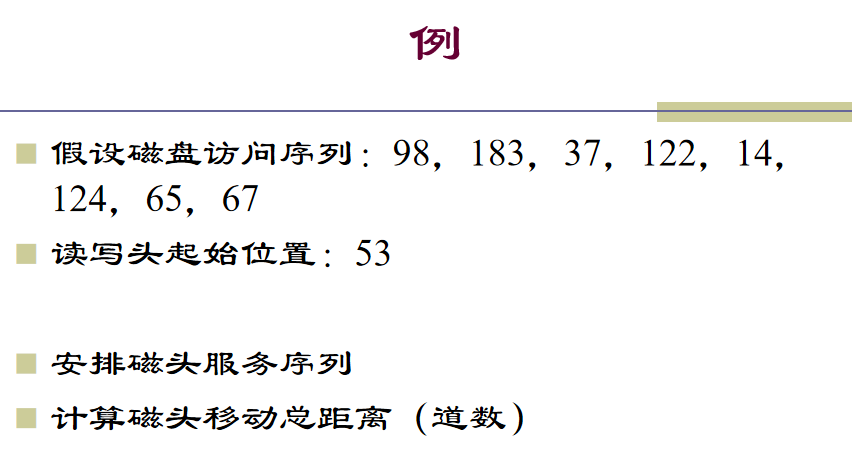 例
假设磁盘访问序列：98，183，37，122，14，
124，65，67
读写头起始位置：53
安排磁头服务序列
计算磁头移动总距离（道数）